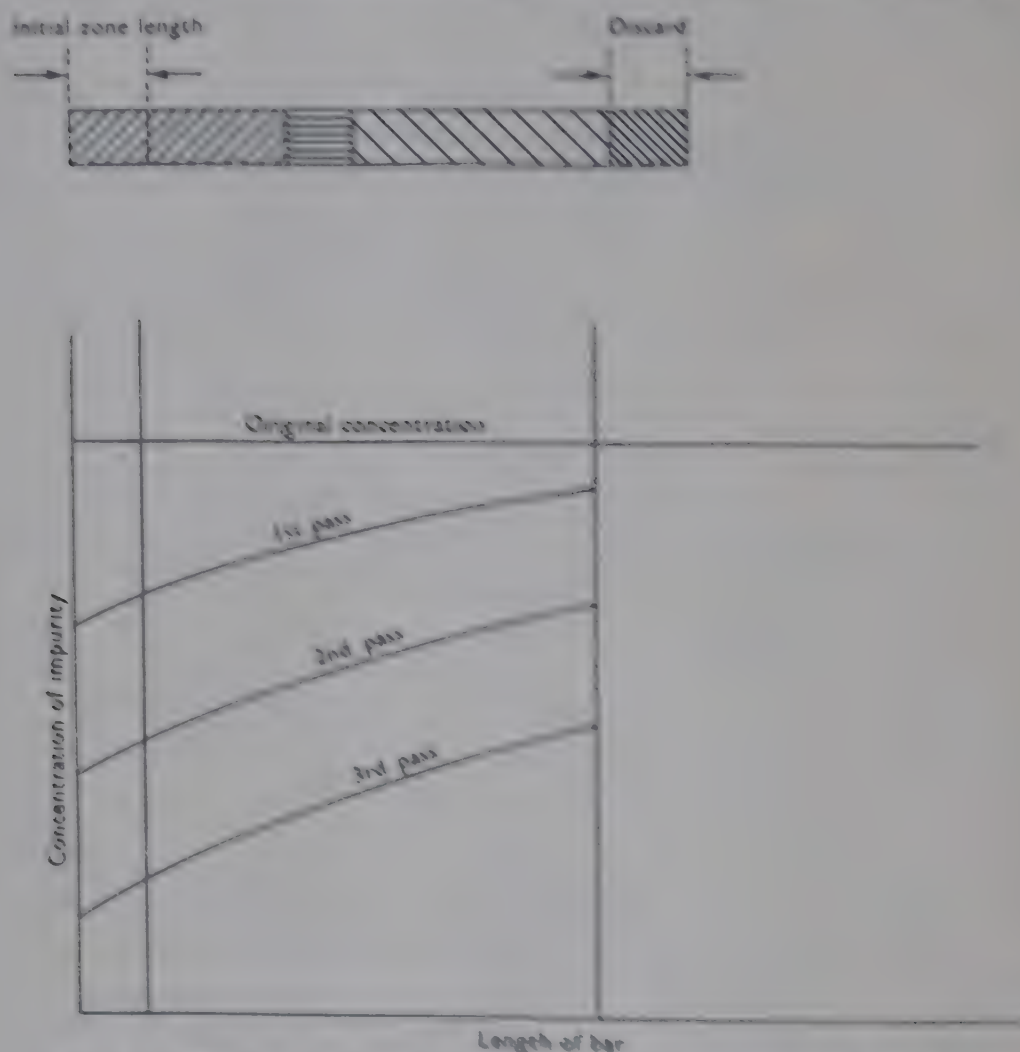 Initial zone length
Discard
Original concentration
1st pass
2nd pass
3rd pass
Concentration of impurity
Length of bar